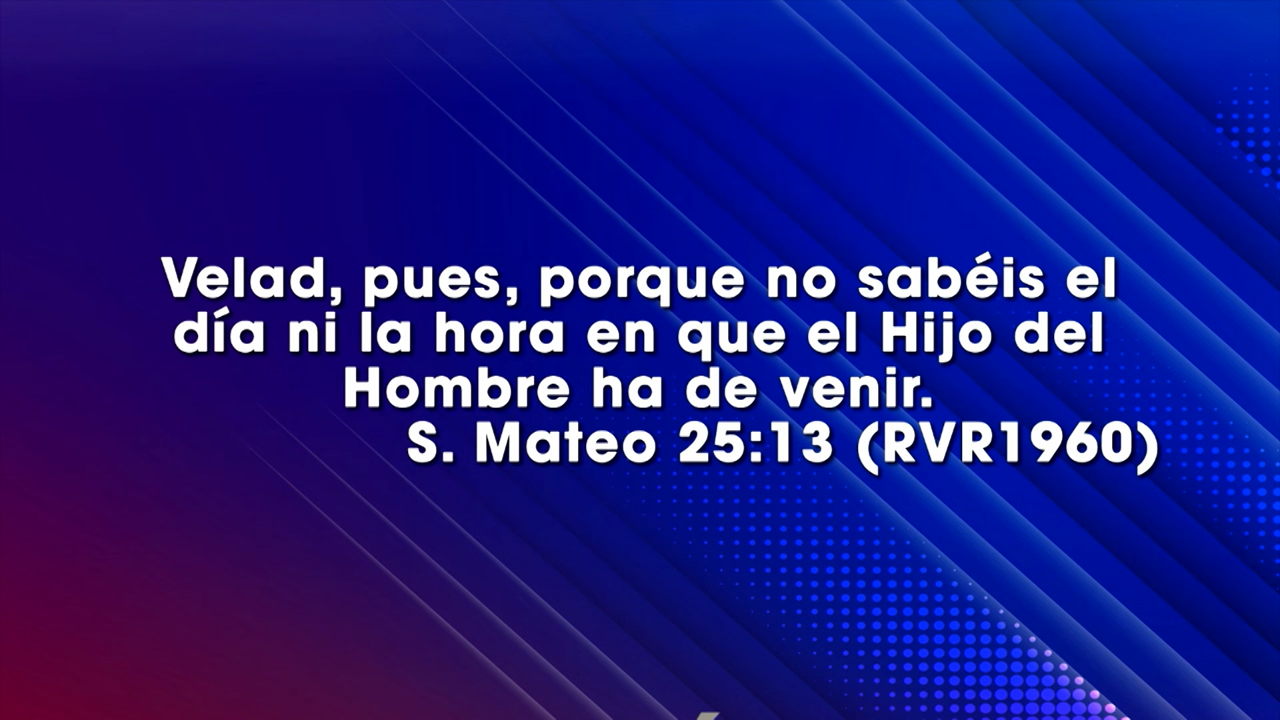 Velad, pues, porque no sabéis el
día ni la hora en que el Hijo del
Hombre ha de venir.
S. Mateo 25:13 (RVR1960)